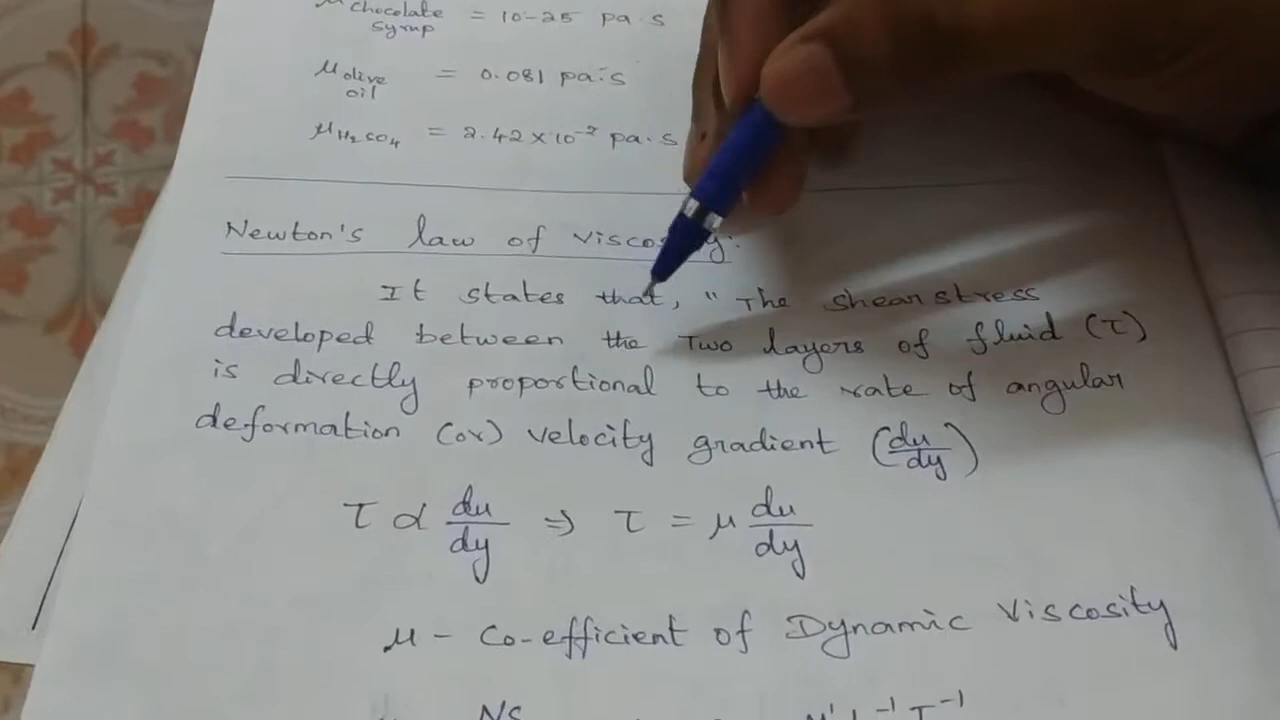 μ chocolate syrup = 10-25 pa.s
μ olive oil = 0.081 pa.s
μ H₂SO₄ = 2.42×10⁻² pa.s
Newton's law of viscosity:
It states that, "The shear stress
developed between the Two layers of fluid (τ)
is directly proportional to the rate of angular
deformation (or) velocity gradient (du/dy)
τ ∝ du/dy ⇒ τ = μ du/dy
μ - Co-efficient of Dynamic Viscosity